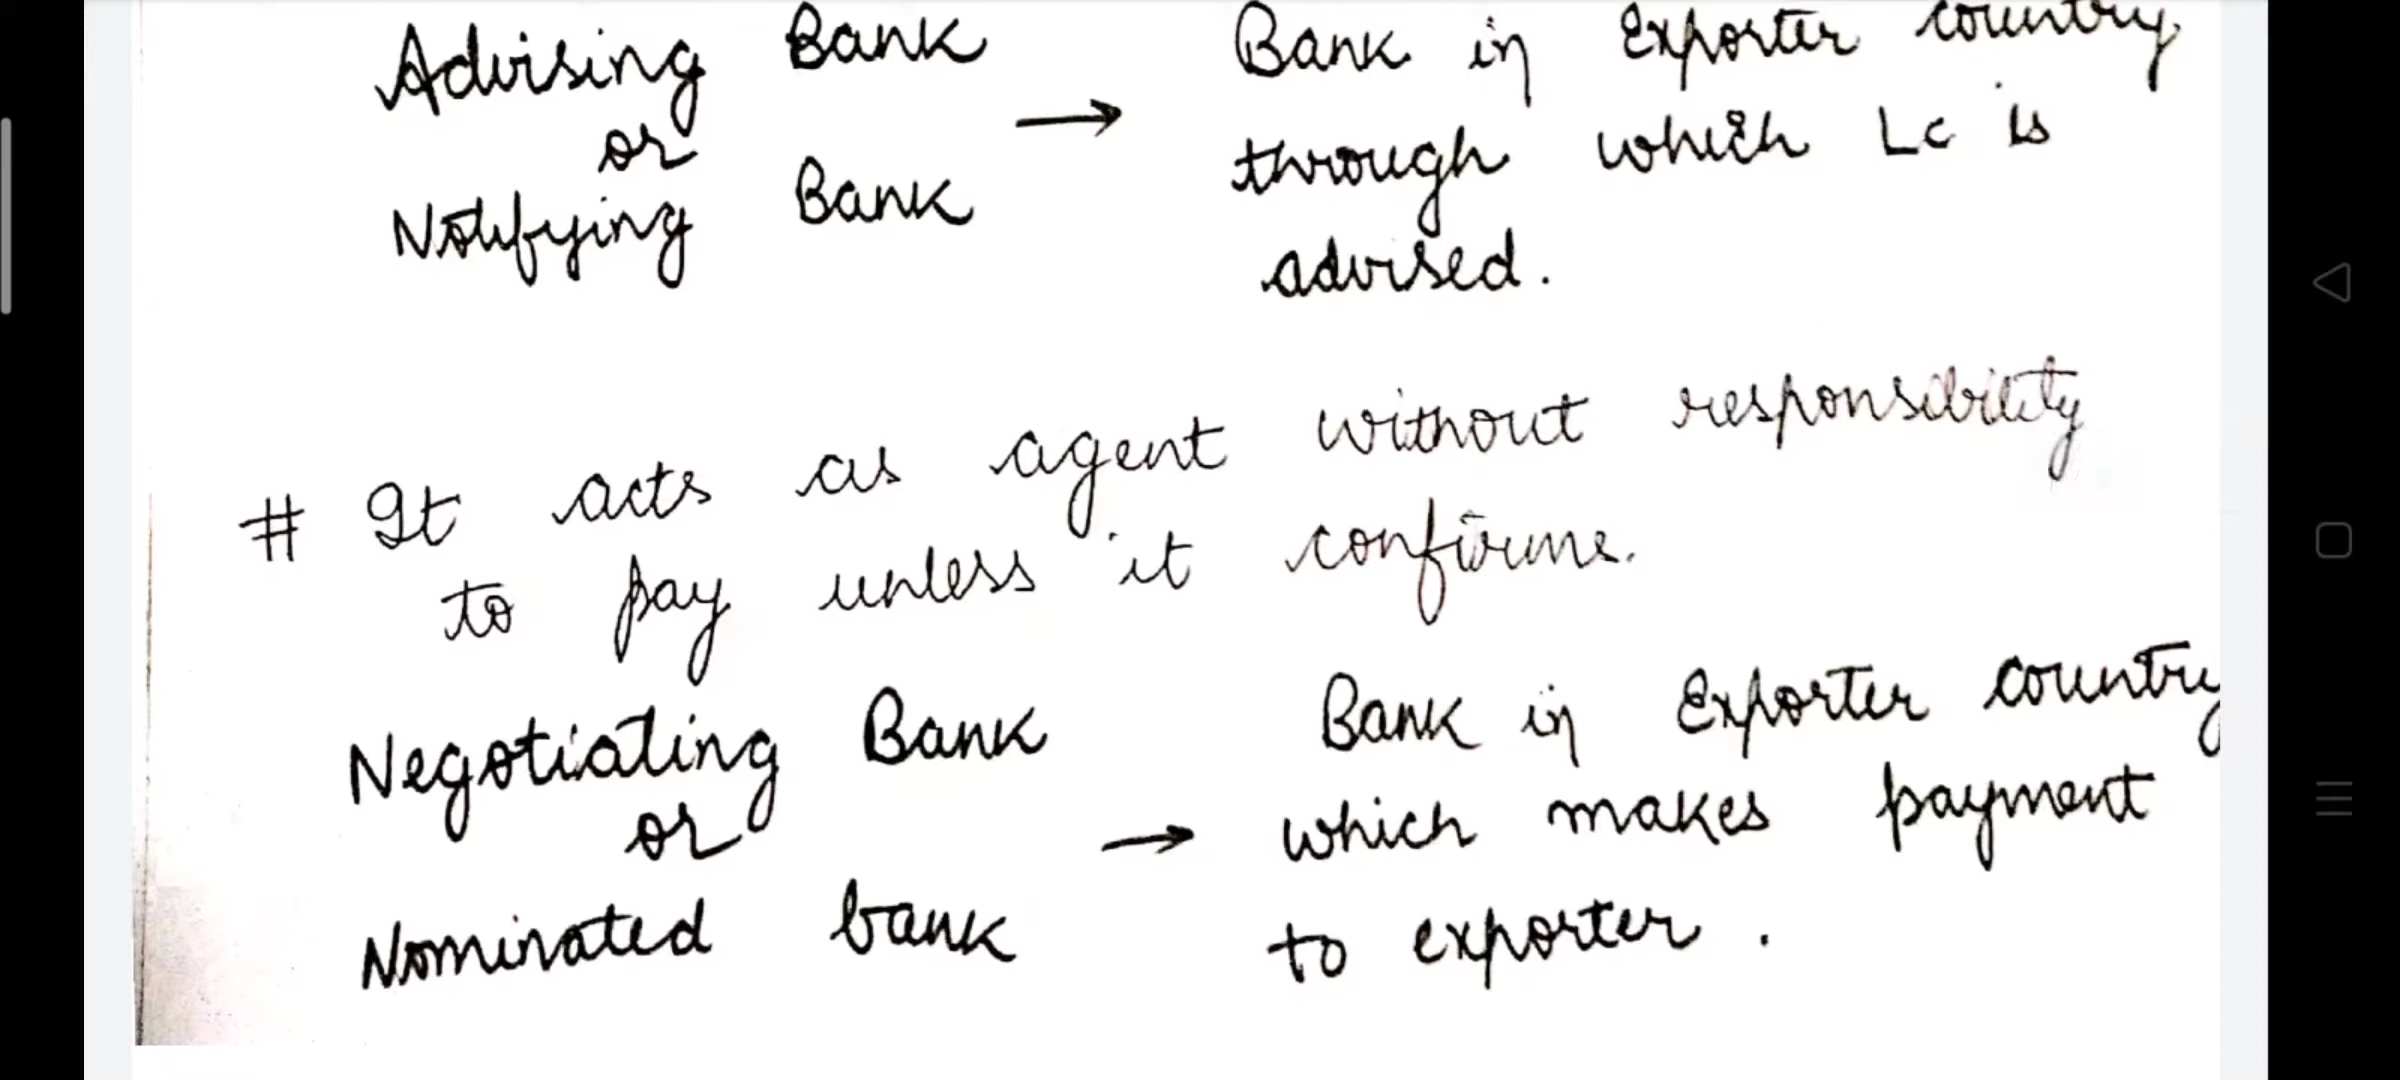 Advising Bank
or
Notifying Bank
→ Bank in Exporter country
through which Lc is
advised.
# It acts as agent without responsibility
to pay unless it confirms.
Negotiating Bank
or
Nominated bank
→ Bank in Exporter country
which makes payment
to exporter.